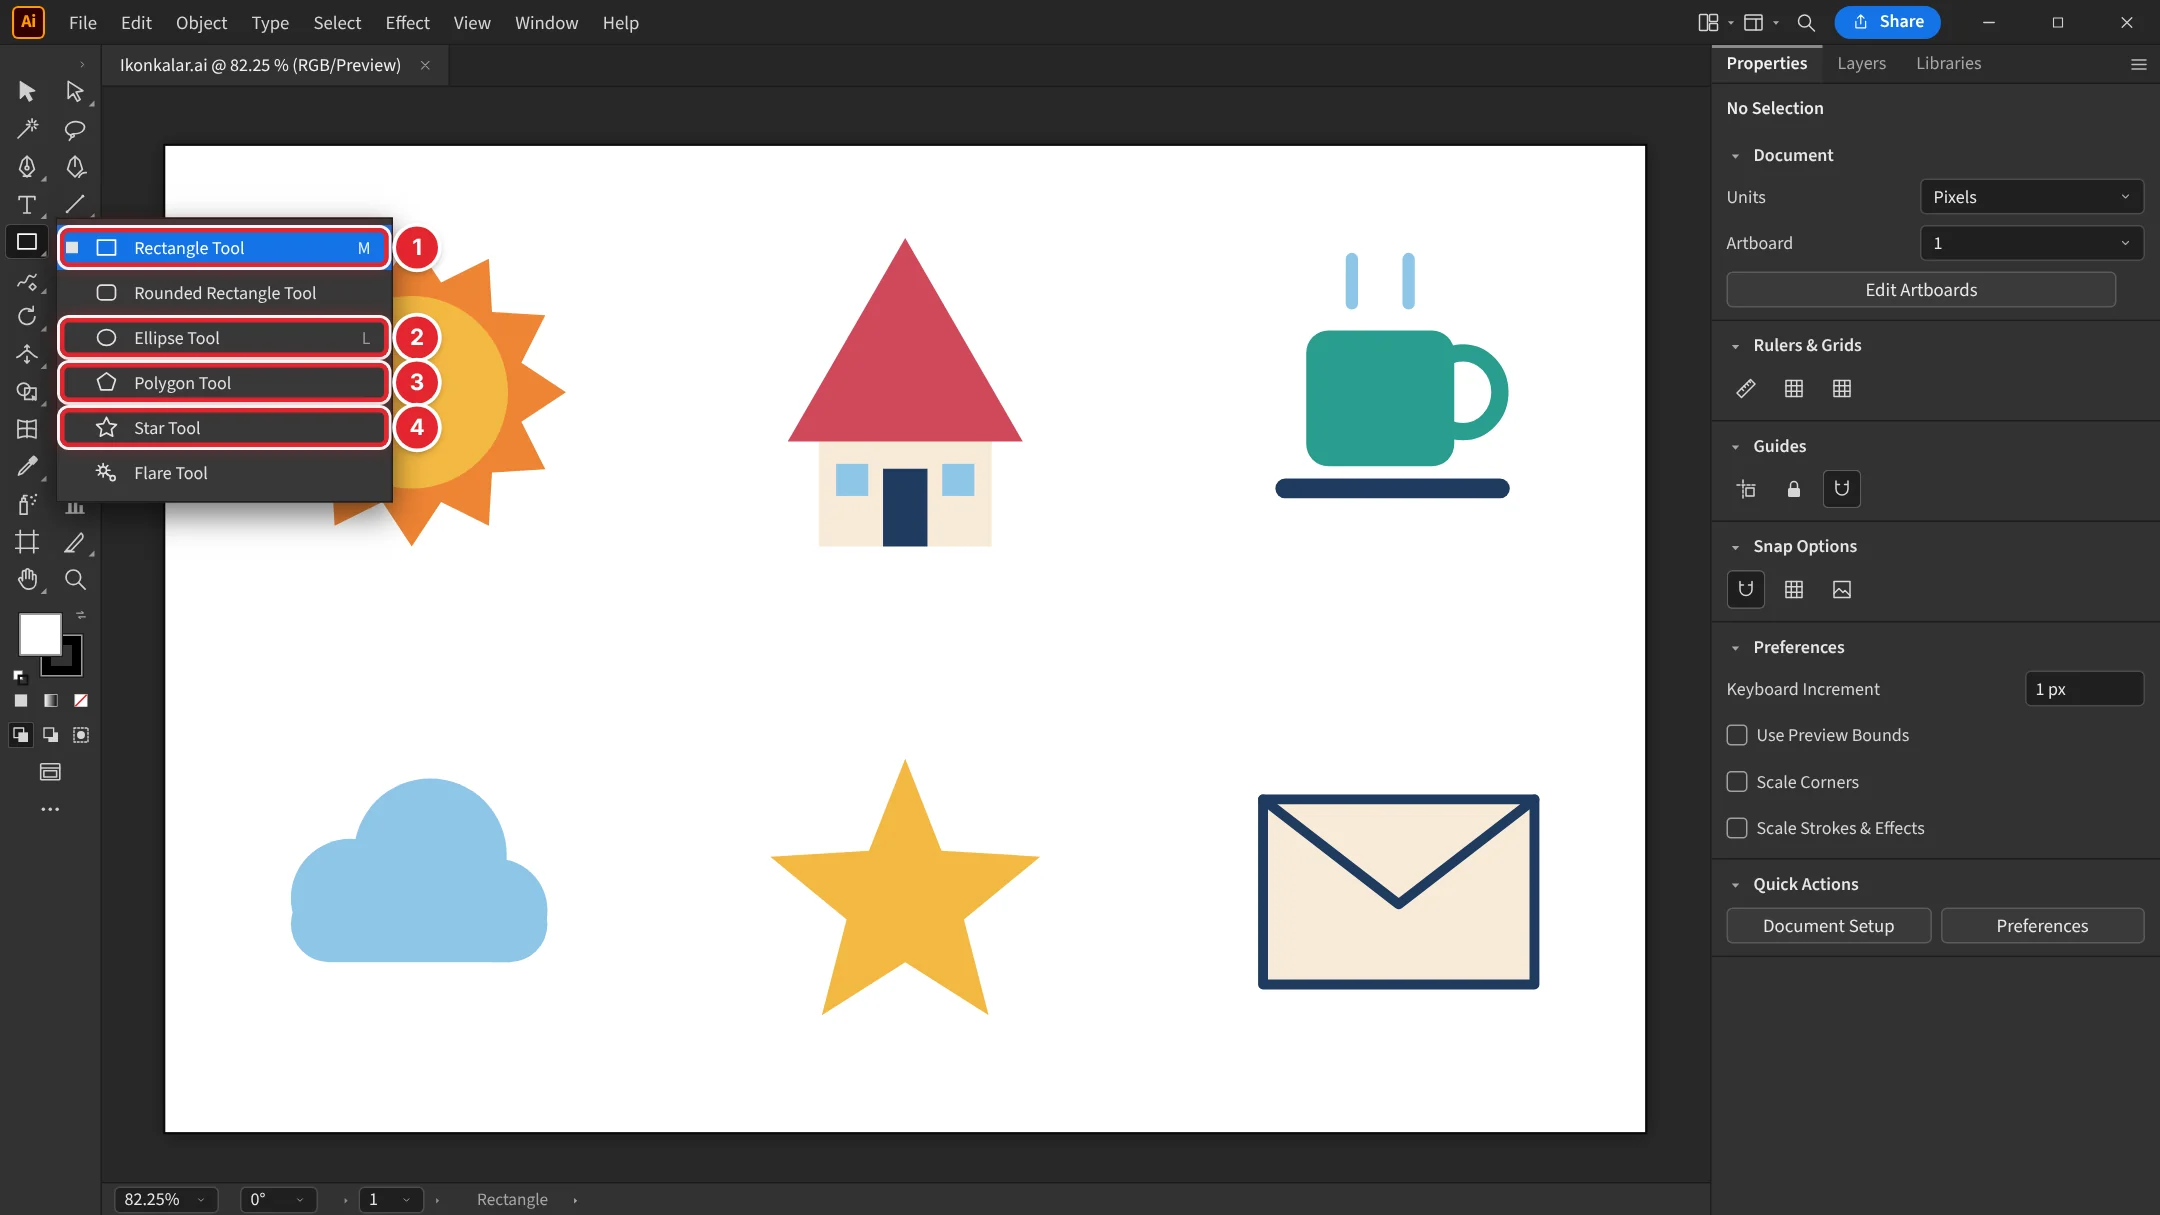 Ai File Edit Object Type Select Effect View Window Help Share
Ikonkalar.ai @ 82.25 % (RGB/Preview)
Rectangle Tool M 1
Rounded Rectangle Tool
Ellipse Tool L 2
Polygon Tool 3
Star Tool 4
Flare Tool
Properties Layers Libraries
No Selection
Document
Units Pixels
Artboard 1
Edit Artboards
Rulers & Grids
Guides
Snap Options
Preferences
Keyboard Increment 1 px
Use Preview Bounds
Scale Corners
Scale Strokes & Effects
Quick Actions
Document Setup Preferences
82.25% 0° 1 Rectangle